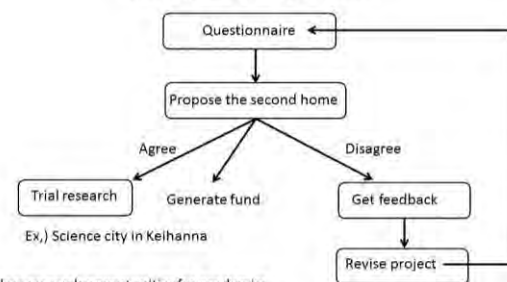 Questionnaire
Propose the second home
Agree
Disagree
Trial research
Generate fund
Get feedback
Ex,) Science city in Keihanna
Revise project